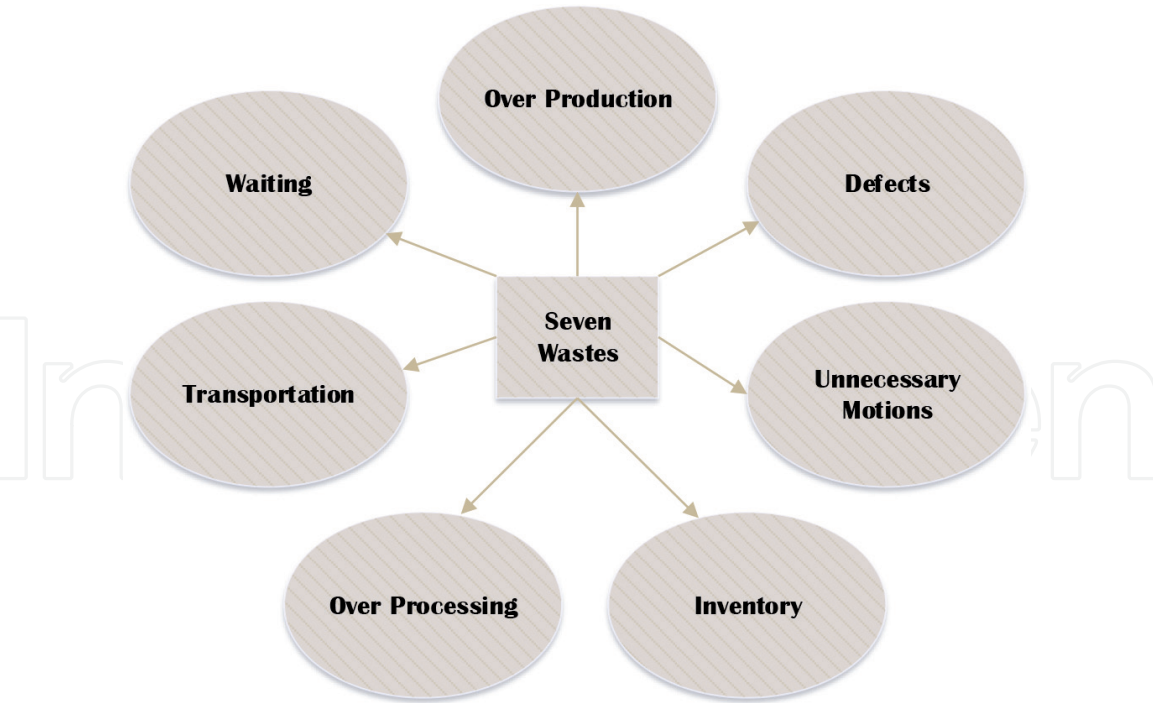 Over Production
Waiting
Defects
Seven
Wastes
Transportation
Unnecessary
Motions
Over Processing
Inventory